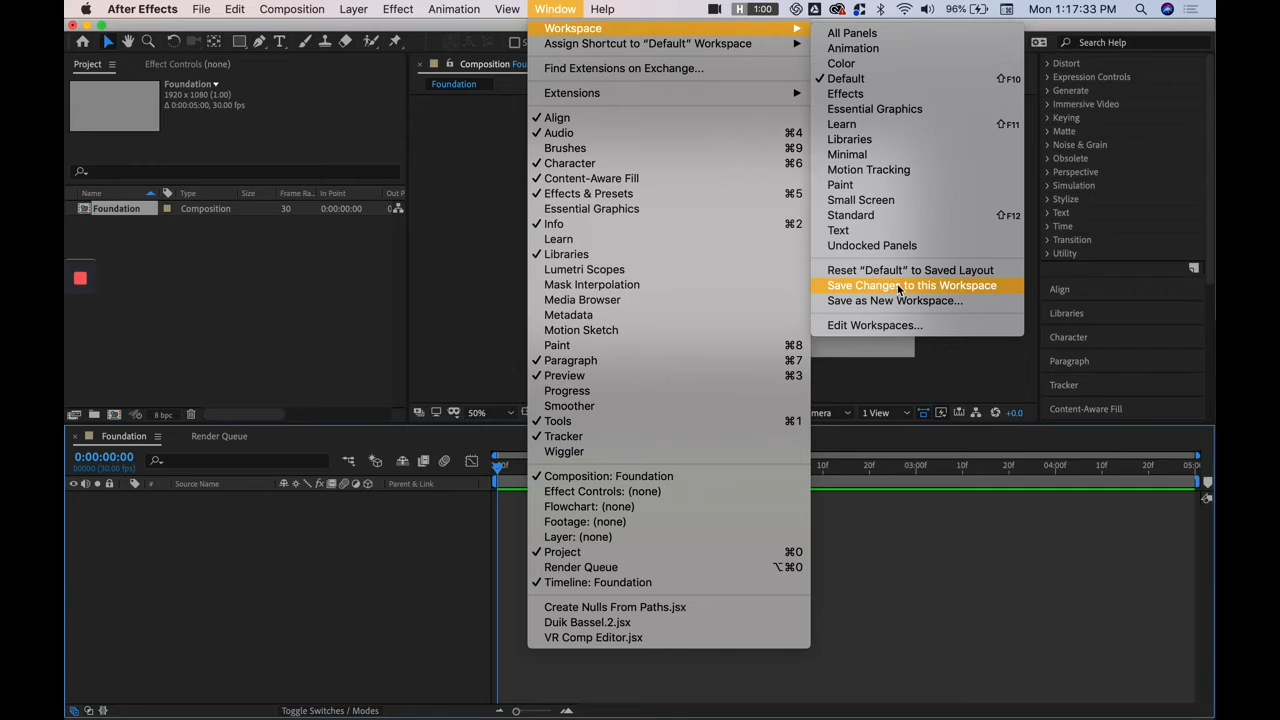 After Effects File Edit Composition Layer Effect Animation View Window Help H 1:00 96% Mon 1:17:33 PM
Search Help
Project
Effect Controls (none)
Foundation
1920 x 1080 (1.00)
Δ 0:00:05:00, 30.00 fps
Name Type Size Frame Ra... In Point Out P
Foundation Composition 30 0:00:00:00 0:
8 bpc
Composition Fou
Foundation
50%
Workspace
Assign Shortcut to “Default” Workspace
Find Extensions on Exchange...
Extensions
✓ Align
✓ Audio ⌘4
Brushes ⌘9
✓ Character ⌘6
✓ Content-Aware Fill
✓ Effects & Presets ⌘5
Essential Graphics
✓ Info ⌘2
Learn
✓ Libraries
Lumetri Scopes
Mask Interpolation
Media Browser
Metadata
Motion Sketch
Paint ⌘8
✓ Paragraph ⌘7
✓ Preview ⌘3
Progress
Smoother
✓ Tools ⌘1
✓ Tracker
Wiggler
✓ Composition: Foundation
Effect Controls: (none)
Flowchart: (none)
Footage: (none)
Layer: (none)
✓ Project ⌘0
Render Queue ⌥⌘0
✓ Timeline: Foundation
Create Nulls From Paths.jsx
Duik Bassel.2.jsx
VR Comp Editor.jsx
All Panels
Animation
Color
✓ Default ⇧F10
Effects
Essential Graphics
Learn ⇧F11
Libraries
Minimal
Motion Tracking
Paint
Small Screen
Standard ⇧F12
Text
Undocked Panels
Reset “Default” to Saved Layout
Save Changes to this Workspace
Save as New Workspace...
Edit Workspaces...
mera 1 View +0.0
Distort
Expression Controls
Generate
Immersive Video
Keying
Matte
Noise & Grain
Obsolete
Perspective
Simulation
Stylize
Text
Time
Transition
Utility
Align
Libraries
Character
Paragraph
Tracker
Content-Aware Fill
Foundation
Render Queue
0:00:00:00
00000 (30.00 fps)
# Source Name Parent & Link
10f 20f 03:00f 10f 20f 04:00f 10f 20f 05:0
Toggle Switches / Modes